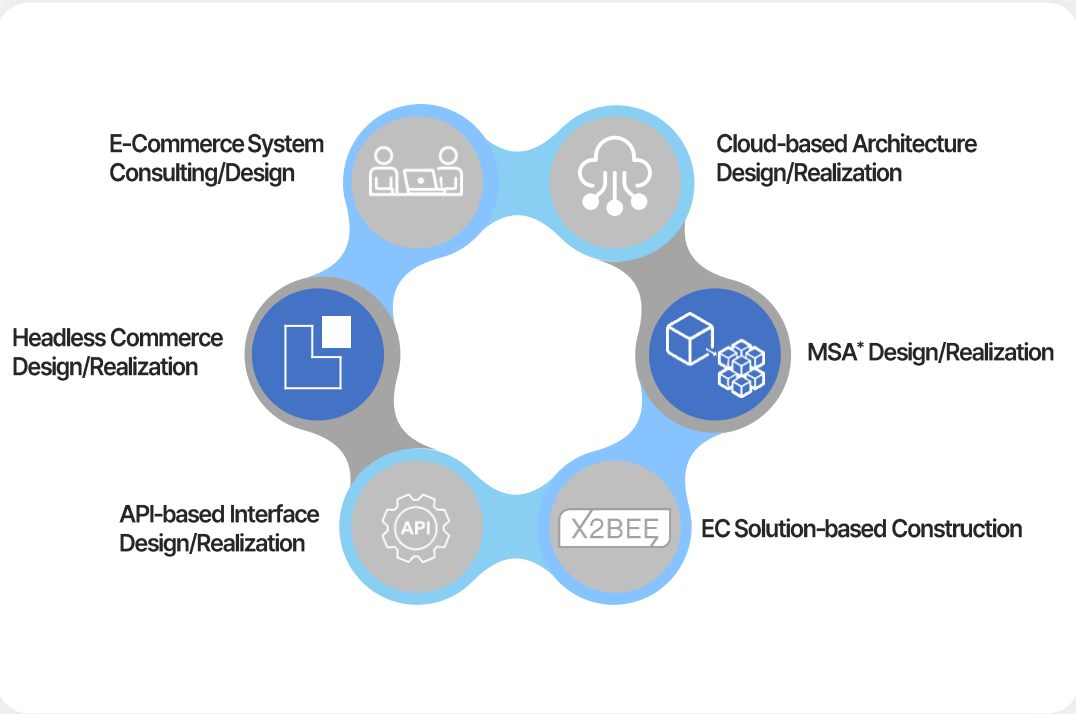 E-Commerce System
Consulting/Design
Cloud-based Architecture
Design/Realization
Headless Commerce
Design/Realization
MSA* Design/Realization
API-based Interface
Design/Realization
API
X2BEE
EC Solution-based Construction